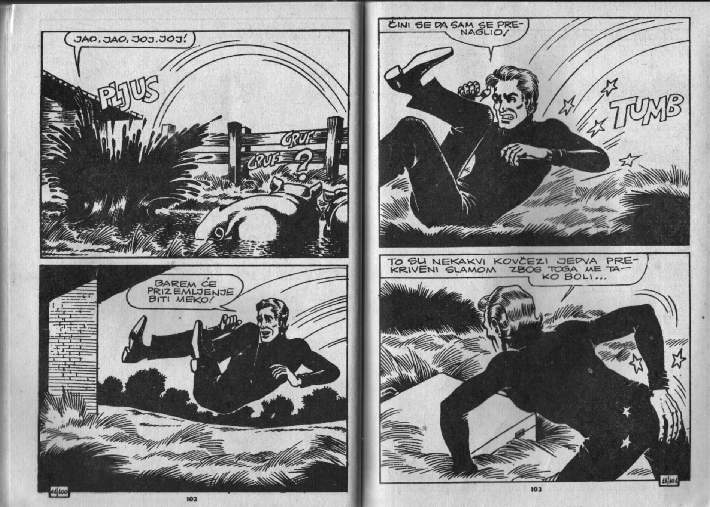 JAO, JAO, JOJ, JOJ!
PLJUS
GRUF
GRUF
?
BAREM ĆE
PRIZEMLJENJE
BITI MEKO!
102
ČINI SE DA SAM SE PRE-
NAGLIO!
TUMB
TO SU NEKAKVI KOVČEZI JEDVA PRE-
KRIVENI SLAMOM ZBOG TOGA ME TA-
KO BOLI...
103